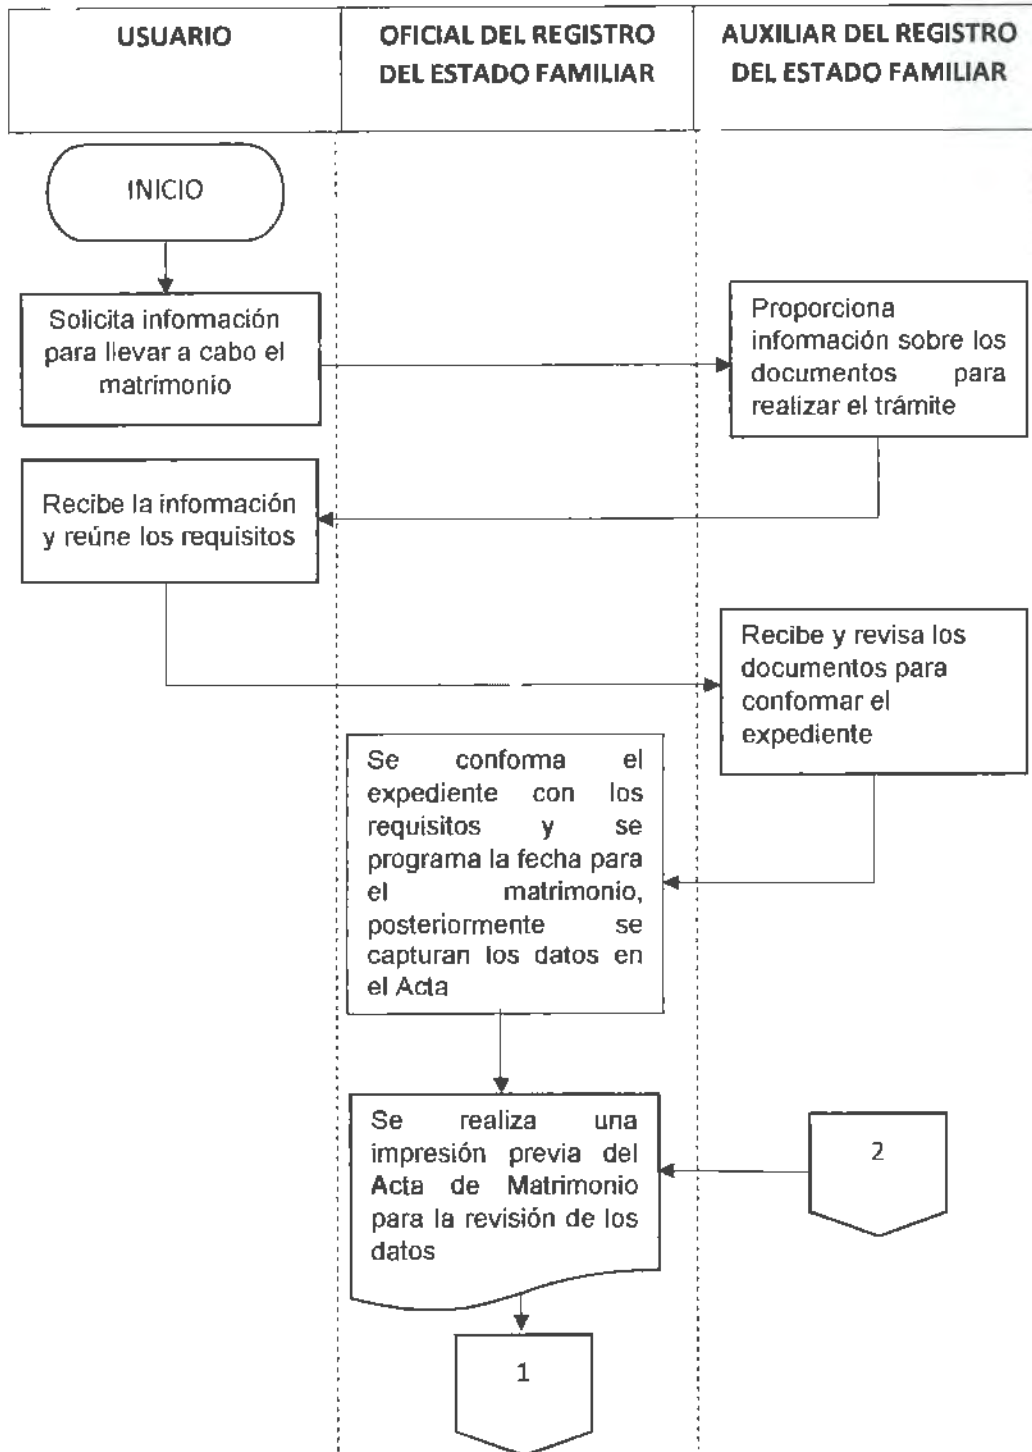 USUARIO
OFICIAL DEL REGISTRO
DEL ESTADO FAMILIAR
AUXILIAR DEL REGISTRO
DEL ESTADO FAMILIAR
INICIO
Solicita información
para llevar a cabo el
matrimonio
Proporciona
información sobre los
documentos para
realizar el trámite
Recibe la información
y reúne los requisitos
Recibe y revisa los
documentos para
conformar el
expediente
Se conforma el
expediente con los
requisitos y se
programa la fecha para
el matrimonio,
posteriormente se
capturan los datos en
el Acta
Se realiza una
impresión previa del
Acta de Matrimonio
para la revisión de los
datos
2
1